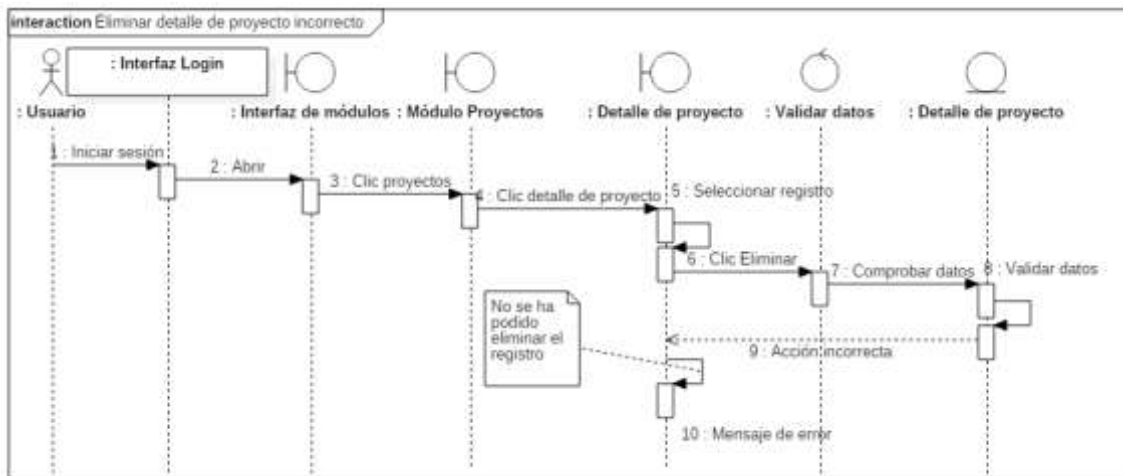 interaction Eliminar detalle de proyecto incorrecto
: Interfaz Login
: Usuario
: Interfaz de módulos
: Módulo Proyectos
: Detalle de proyecto
: Validar datos
: Detalle de proyecto
1 : Iniciar sesión
2 : Abrir
3 : Clic proyectos
4 : Clic detalle de proyecto
5 : Seleccionar registro
6 : Clic Eliminar
7 : Comprobar datos
8 : Validar datos
No se ha
podido
eliminar el
registro
9 : Acción incorrecta
10 : Mensaje de error